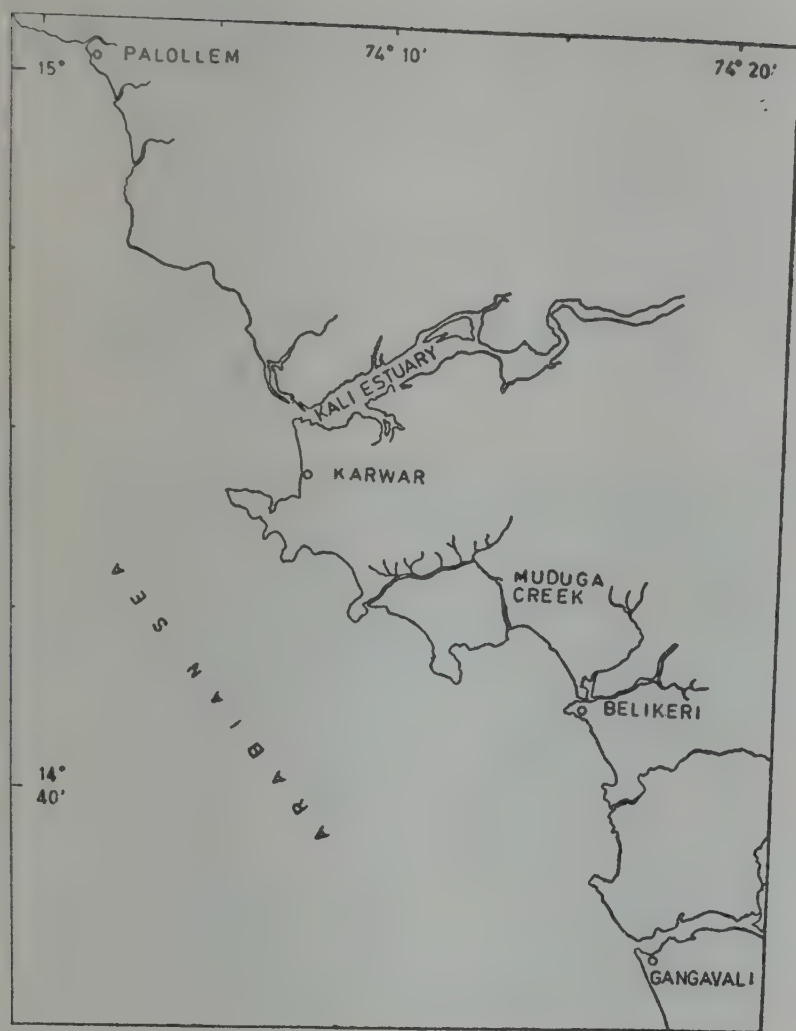 PALOLLEM
15°
74° 10'
74° 20'
KALI ESTUARY
KARWAR
MUDUGA
CREEK
ARABIAN SEA
BELIKERI
14°
40'
GANGAVALI